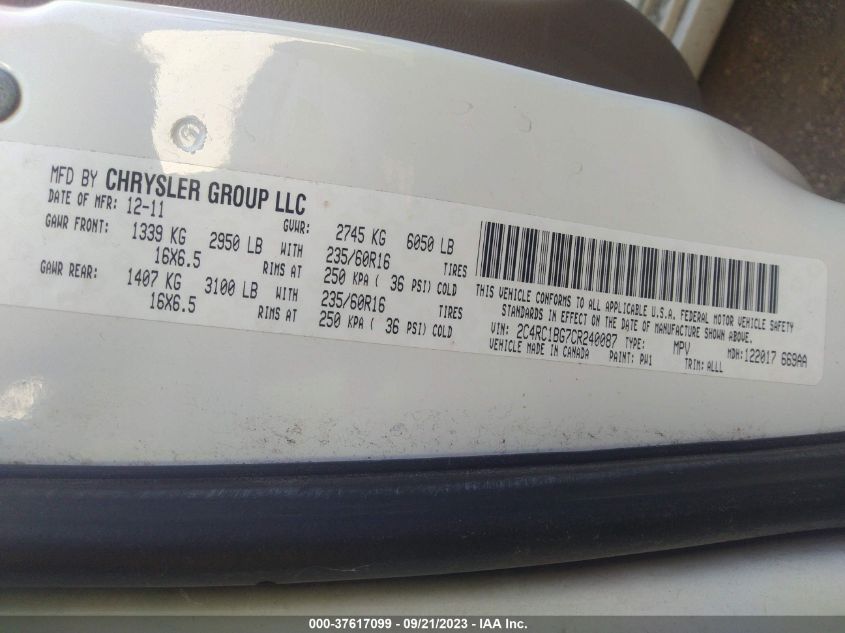 MFD BY CHRYSLER GROUP LLC
DATE OF MFR: 12-11 GVWR: 2745 KG 6050 LB
GAWR FRONT: 1339 KG 2950 LB WITH 235/60R16 TIRES
16X6.5 RIMS AT 250 KPA ( 36 PSI) COLD
GAWR REAR: 1407 KG 3100 LB WITH 235/60R16 TIRES
16X6.5 RIMS AT 250 KPA ( 36 PSI) COLD
THIS VEHICLE CONFORMS TO ALL APPLICABLE U.S.A. FEDERAL MOTOR VEHICLE SAFETY
STANDARDS IN EFFECT ON THE DATE OF MANUFACTURE SHOWN ABOVE.
VIN: 2C4RC1BG7CR240087 TYPE: MPV MDH:122017 669AA
VEHICLE MADE IN CANADA PAINT: PW1 TRIM: ALLL
000-37617099 - 09/21/2023 - IAA Inc.